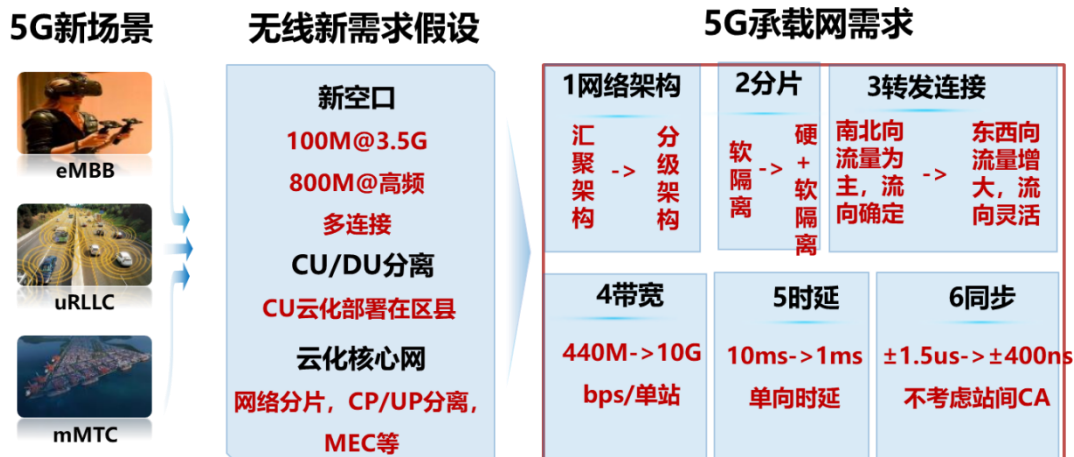 5G新场景
无线新需求假设
5G承载网需求
eMBB
uRLLC
mMTC
新空口
100M@3.5G
800M@高频
多连接
CU/DU分离
CU云化部署在区县
云化核心网
网络分片，CP/UP分离，
MEC等
1网络架构
汇聚架构 -> 分级架构
2分片
软隔离 -> 硬+软隔离
3转发连接
南北向
流量为
主，流
向确定
->
东西向
流量增
大，流
向灵活
4带宽
440M->10G
bps/单站
5时延
10ms->1ms
单向时延
6同步
±1.5us->±400ns
不考虑站间CA